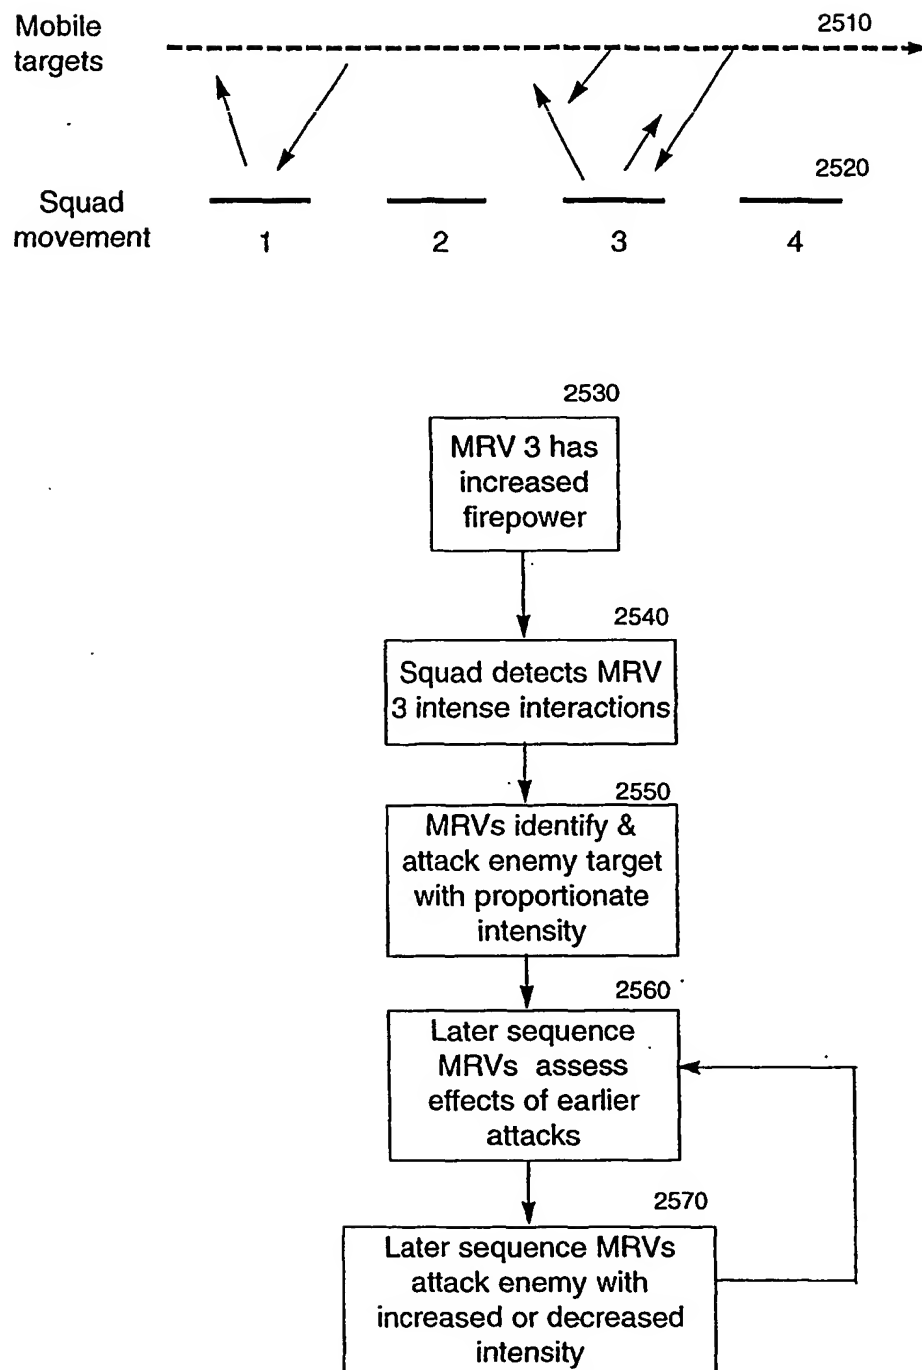 Mobile
targets
2510
2520
Squad
movement
1 2 3 4
2530
MRV 3 has
increased
firepower
2540
Squad detects MRV
3 intense interactions
2550
MRVs identify &
attack enemy target
with proportionate
intensity
2560
Later sequence
MRVs assess
effects of earlier
attacks
2570
Later sequence MRVs
attack enemy with
increased or decreased
intensity